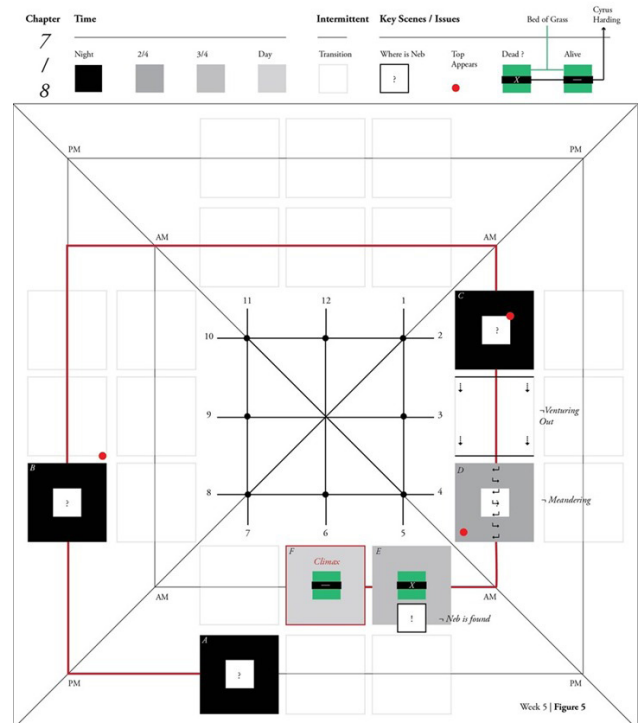 Chapter
7
/
8
Time
Intermittent
Key Scenes / Issues
Bed of Grass
Cyrus
Harding
Night
2/4
3/4
Day
Transition
Where is Neb
Top
Appears
Dead ?
Alive
?
X
—
PM
PM
AM
AM
11
12
1
10
2
9
3
8
4
7
6
5
C
?
¬Venturing
Out
B
?
D
?
¬ Meandering
F
Climax
—
E
X
!
¬ Neb is found
AM
AM
A
?
PM
PM
Week 5 | Figure 5